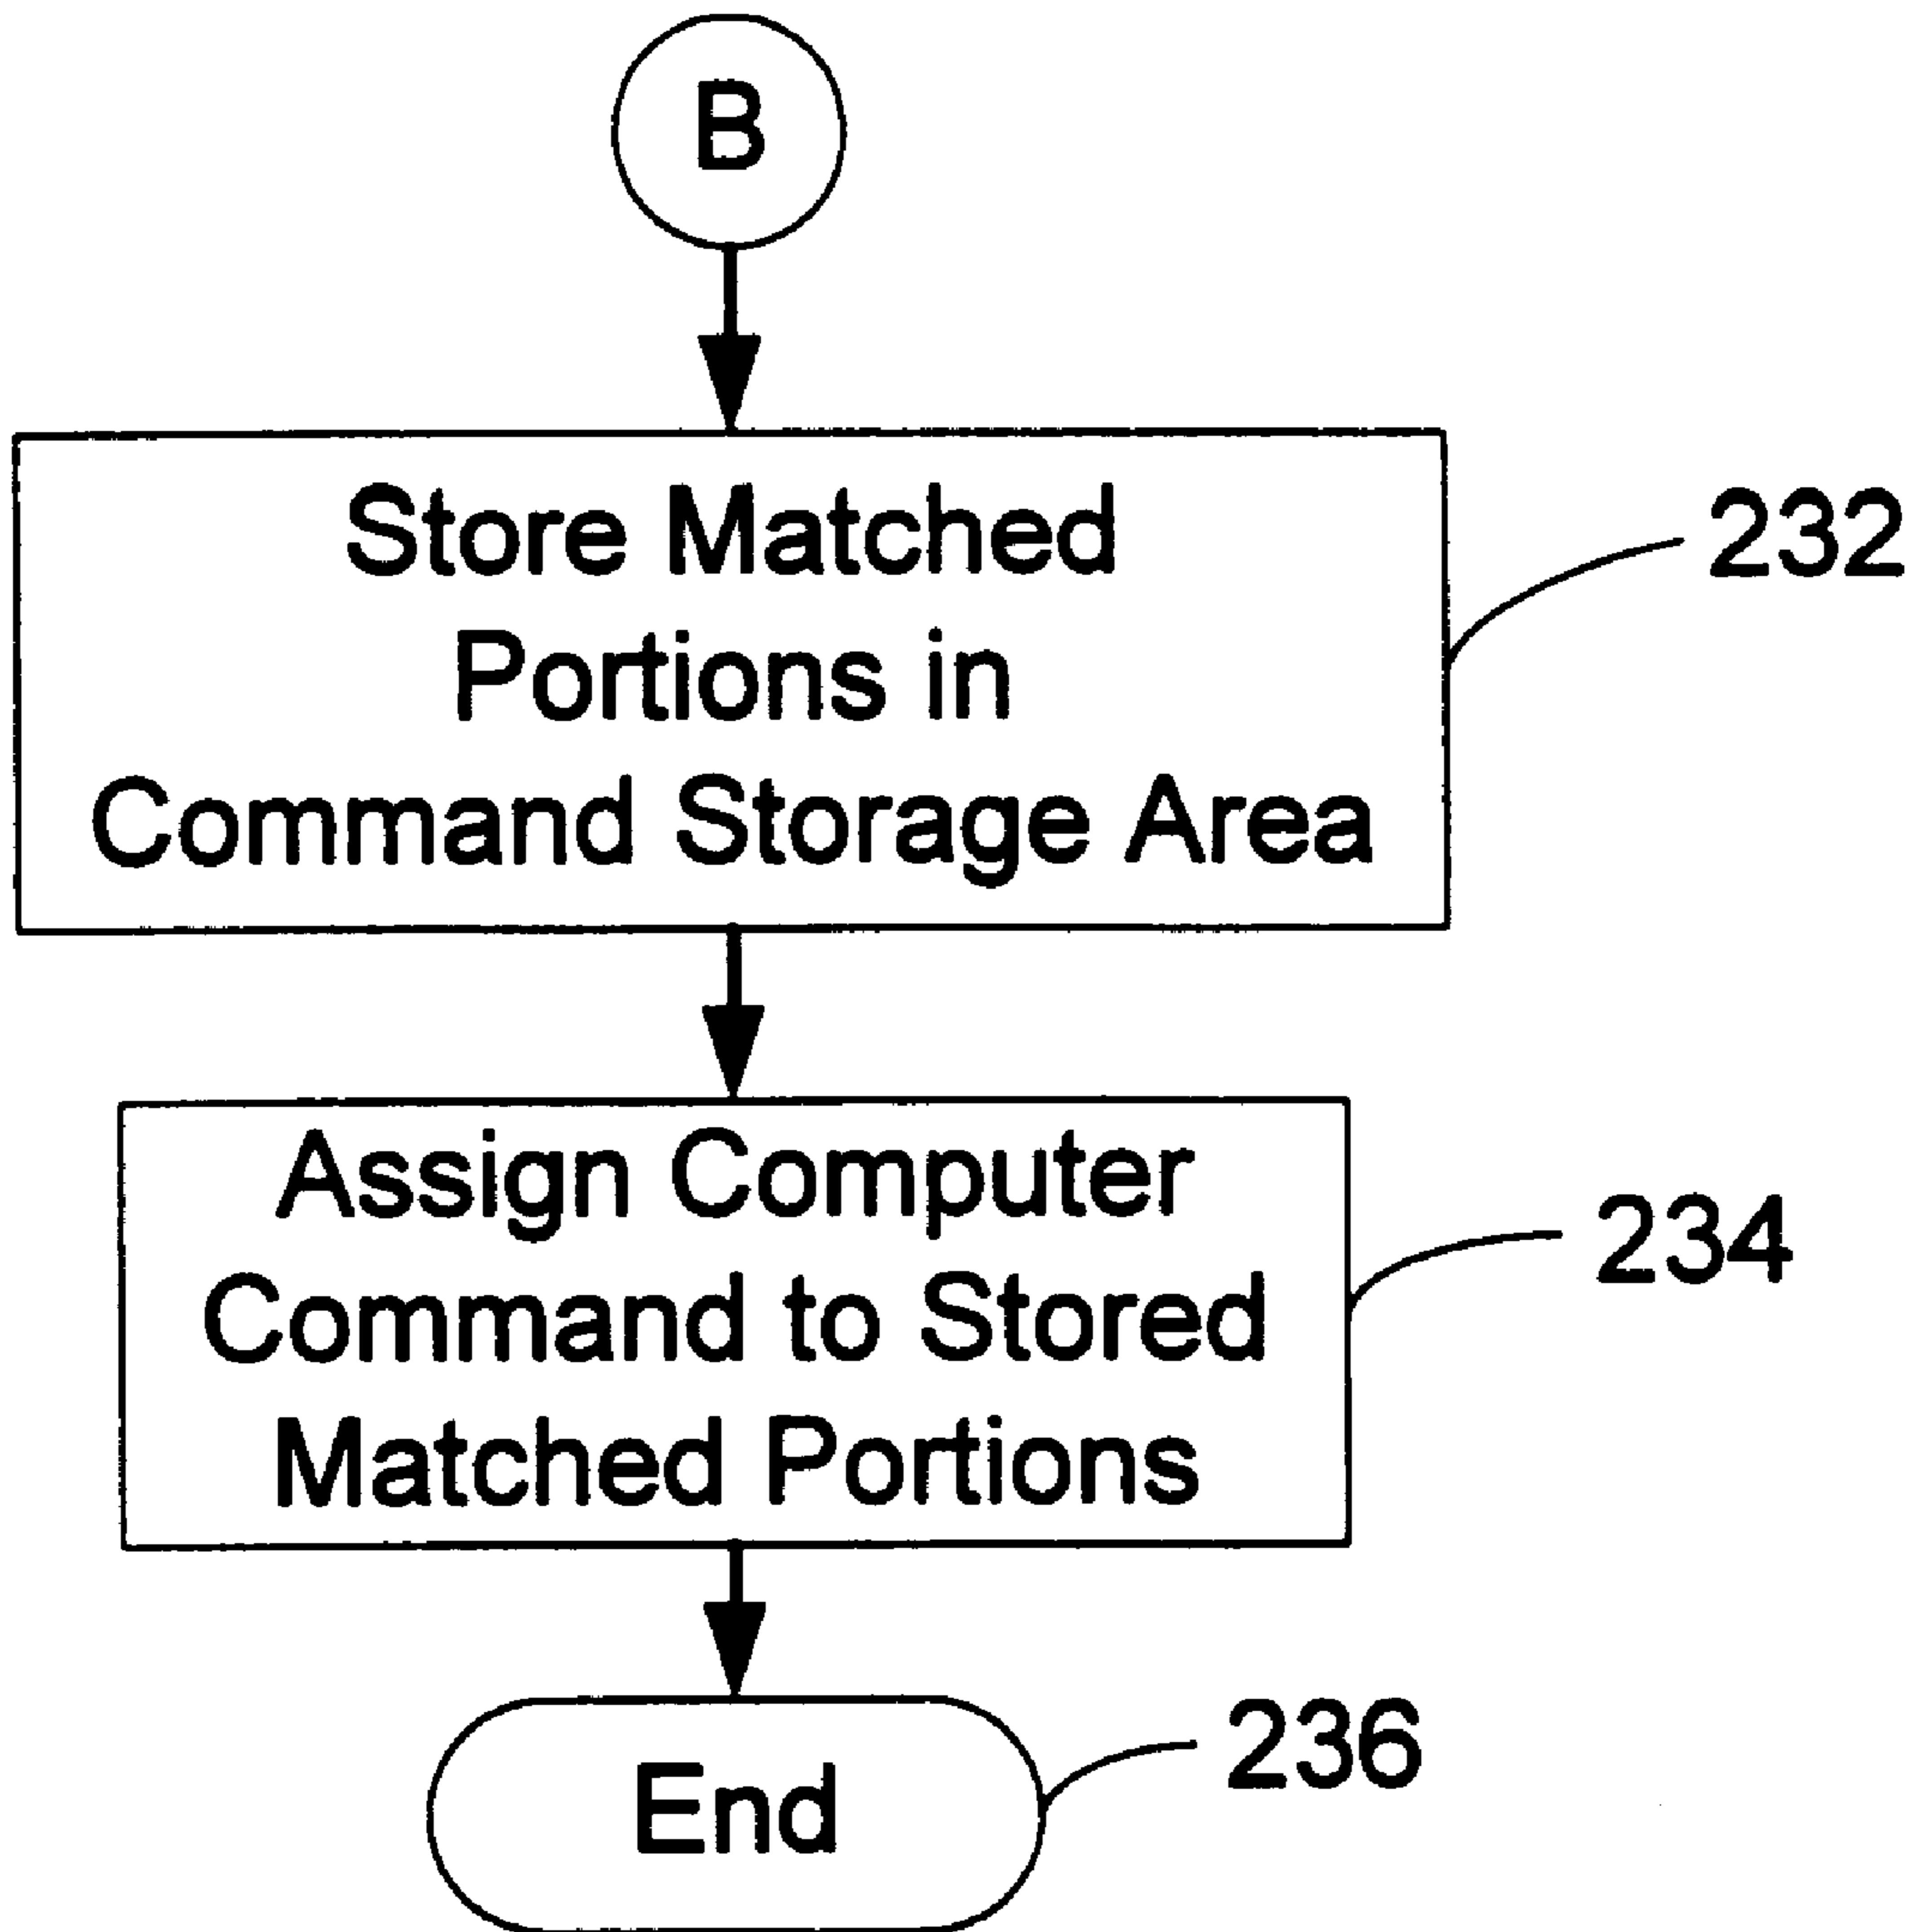 B
Store Matched
Portions in
Command Storage Area
232
Assign Computer
Command to Stored
Matched Portions
234
End
236